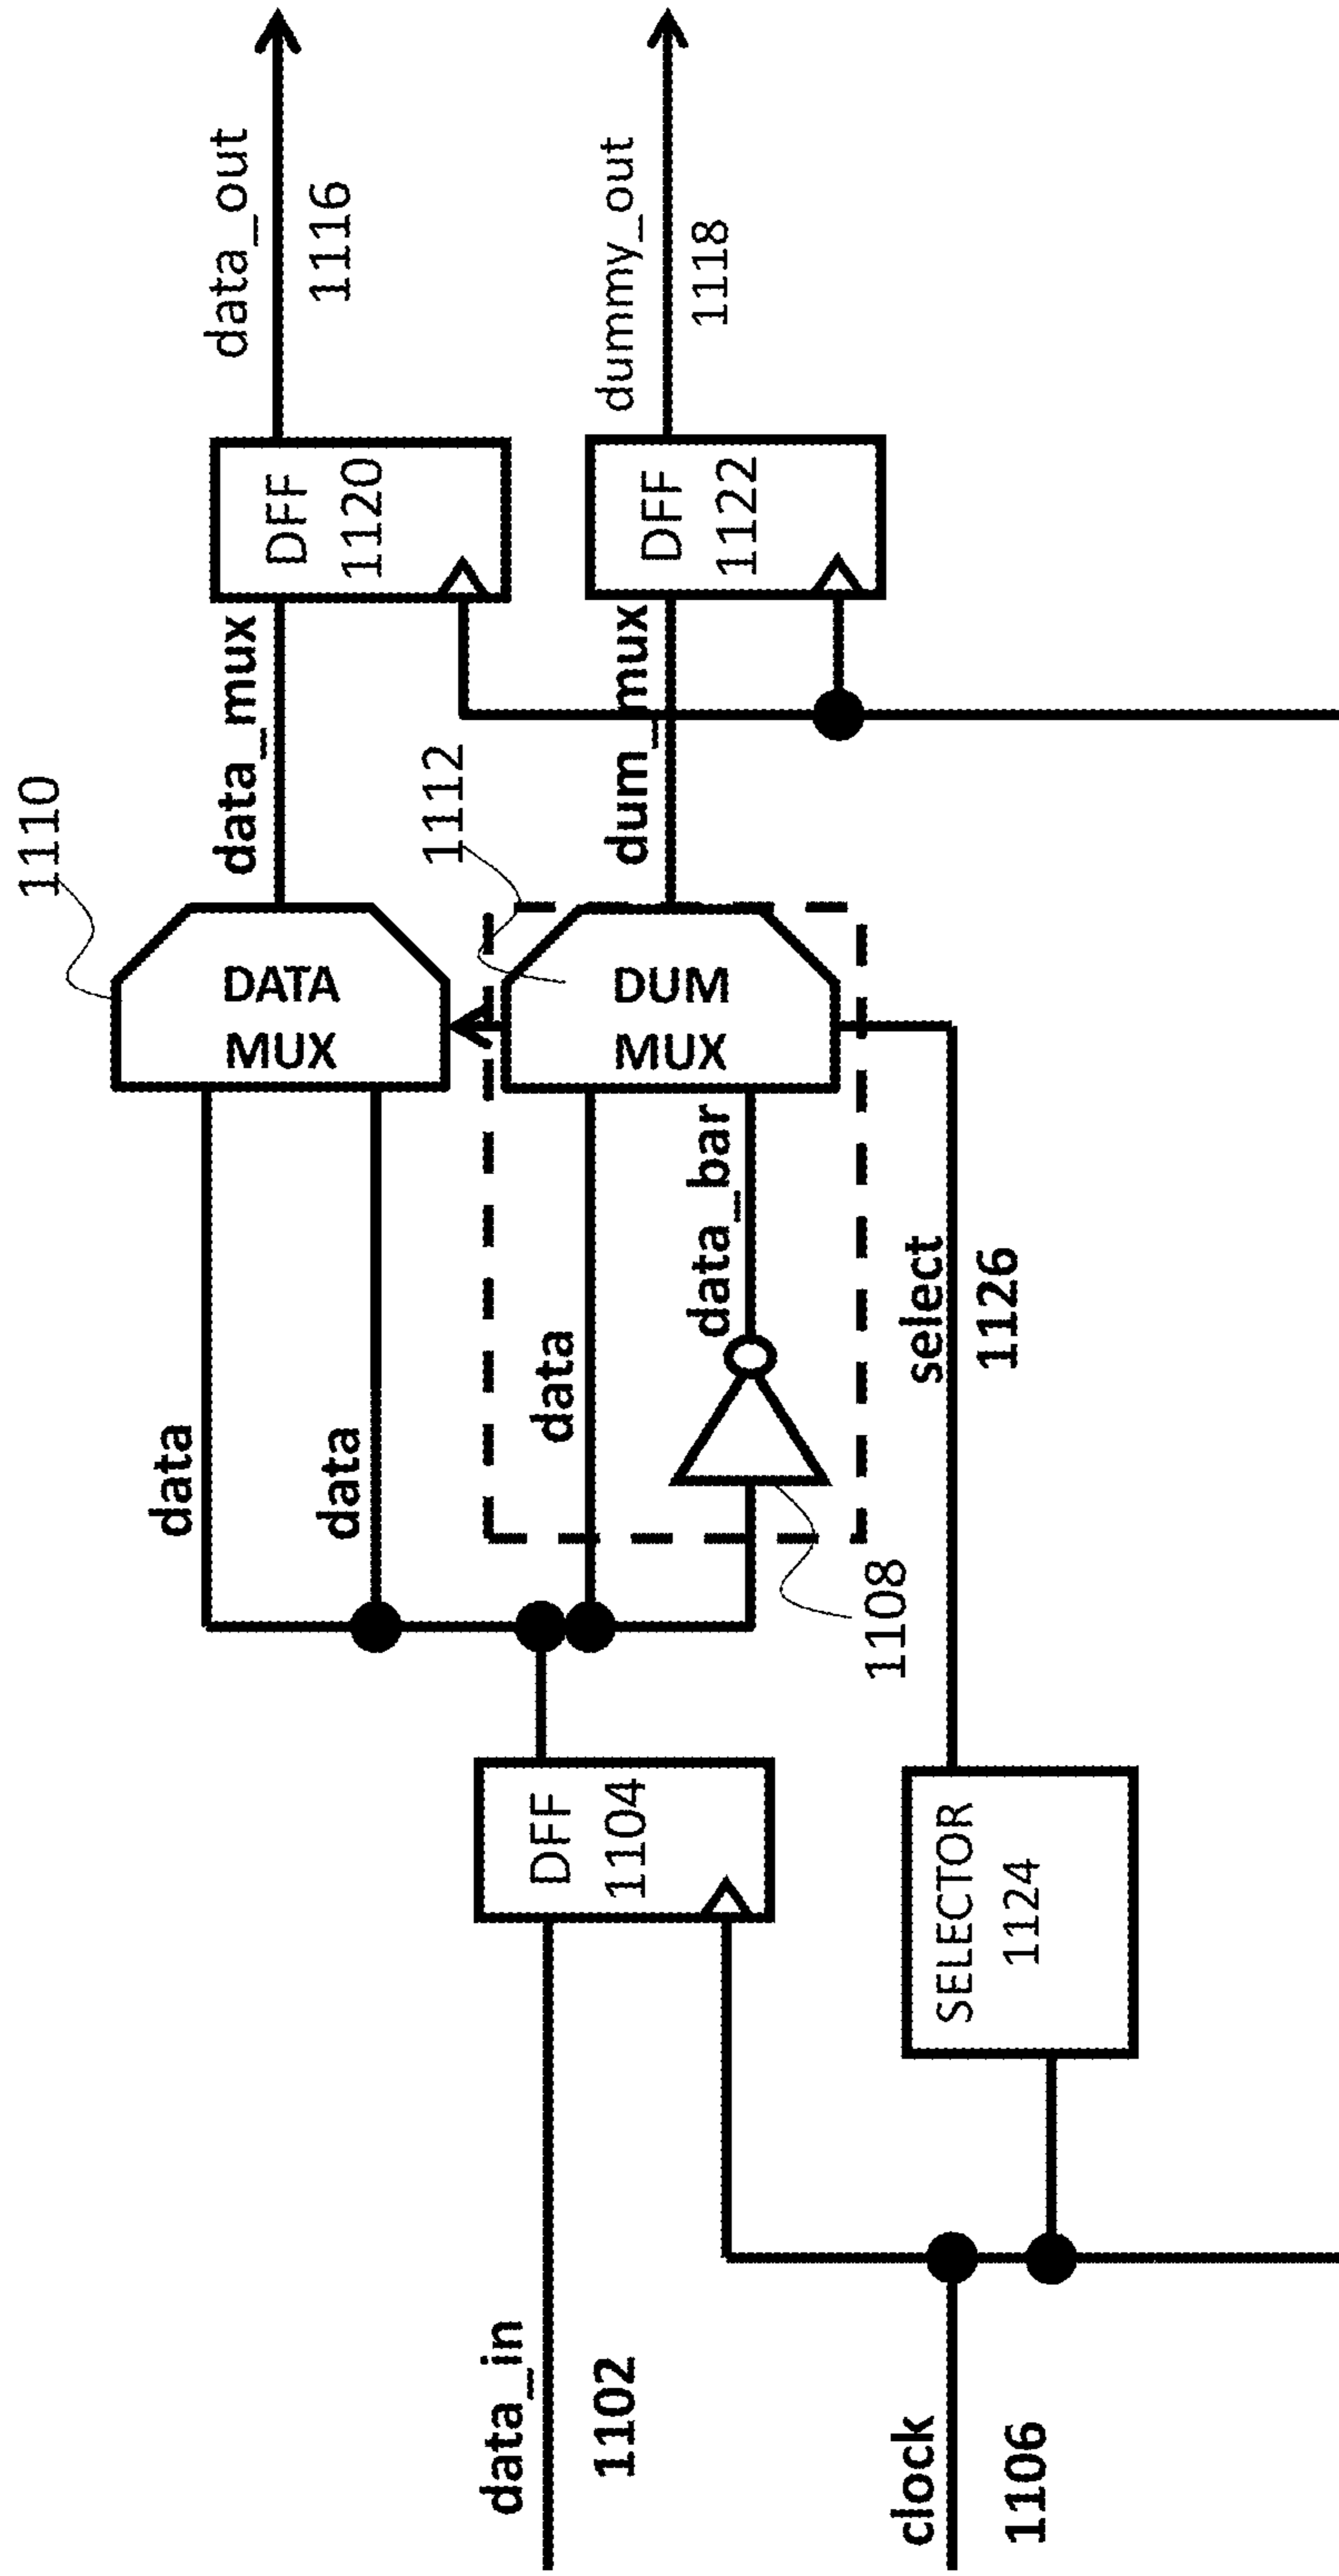 data_in
1102
clock
1106
DFF
1104
SELECTOR
1124
data
data
data
data_bar
1108
select
1126
1110
DATA
MUX
1112
DUM
MUX
data_mux
dum_mux
DFF
1120
DFF
1122
data_out
1116
dummy_out
1118